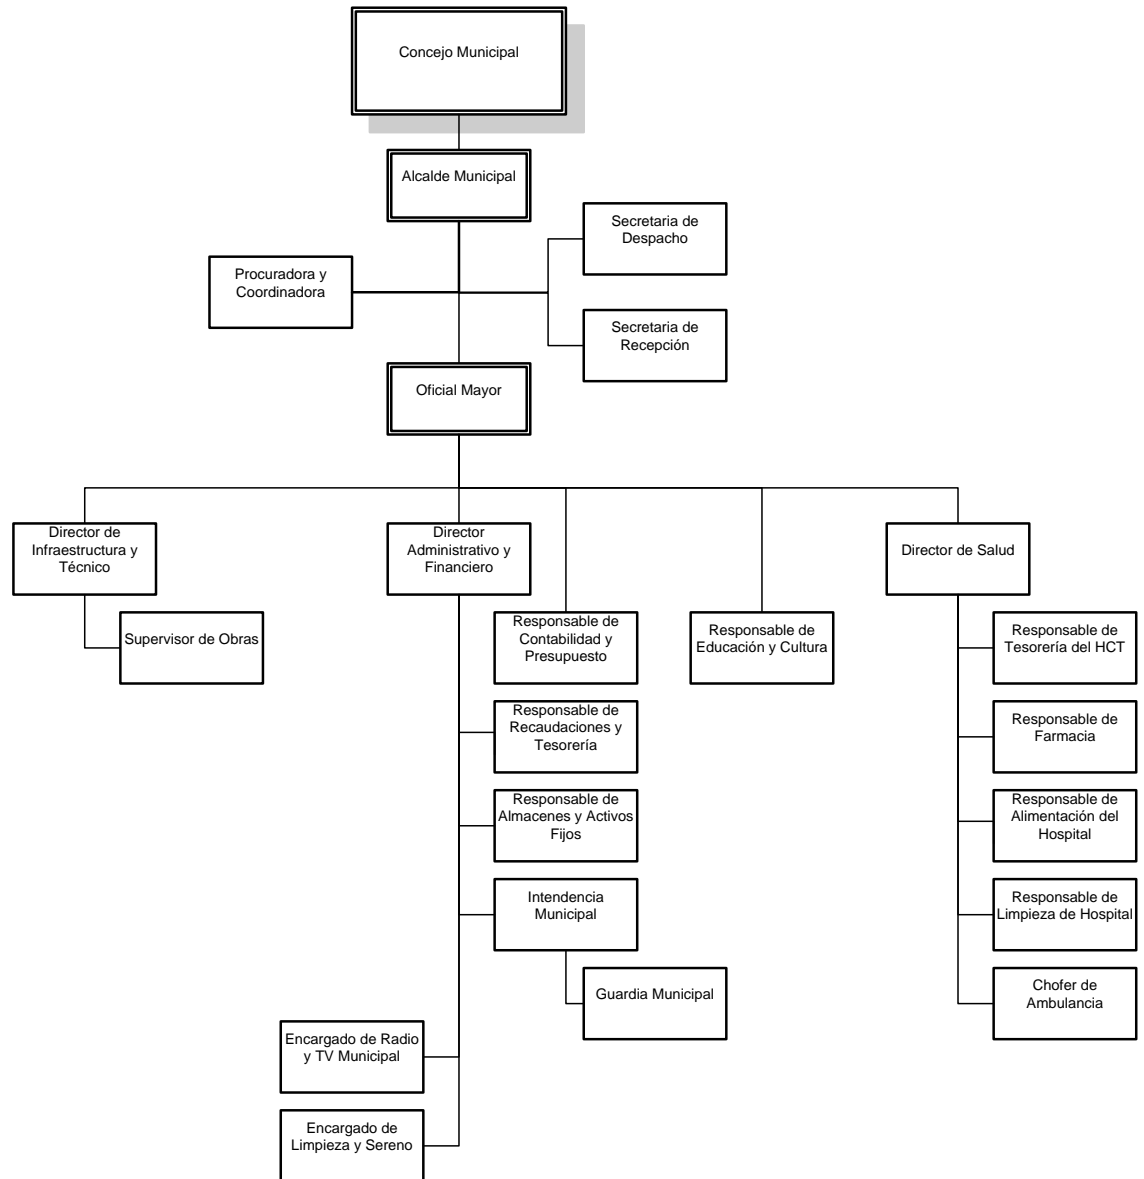 Concejo Municipal
Alcalde Municipal
Secretaria de
Despacho
Procuradora y
Coordinadora
Secretaria de
Recepción
Oficial Mayor
Director de
Infraestructura y
Técnico
Director
Administrativo y
Financiero
Director de Salud
Supervisor de Obras
Responsable de
Contabilidad y
Presupuesto
Responsable de
Educación y Cultura
Responsable de
Tesorería del HCT
Responsable de
Recaudaciones y
Tesorería
Responsable de
Farmacia
Responsable de
Almacenes y Activos
Fijos
Responsable de
Alimentación del
Hospital
Intendencia
Municipal
Responsable de
Limpieza de Hospital
Guardia Municipal
Chofer de
Ambulancia
Encargado de Radio
y TV Municipal
Encargado de
Limpieza y Sereno